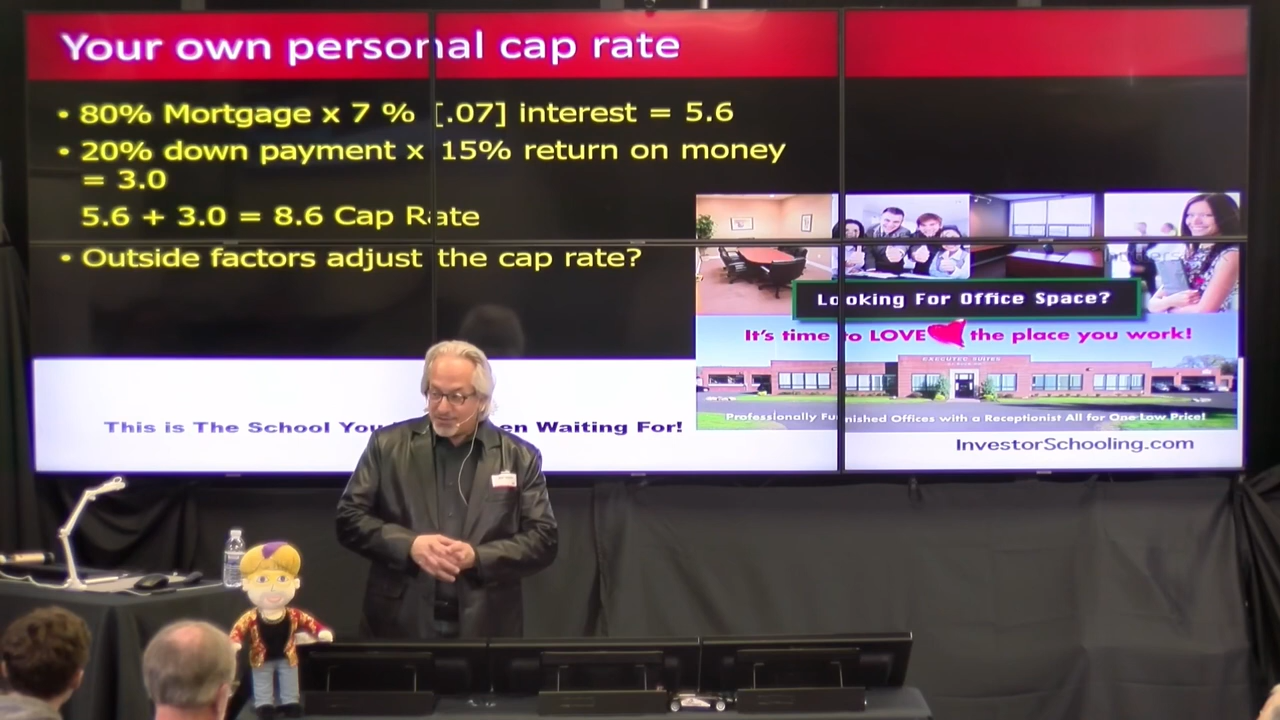 Your own personal cap rate
• 80% Mortgage x 7 % [.07] interest = 5.6
• 20% down payment x 15% return on money
= 3.0
5.6 + 3.0 = 8.6 Cap Rate
• Outside factors adjust the cap rate?
Looking For Office Space?
It's time to LOVE the place you work!
EXECUTIVE SUITES
Professionally Furnished Offices with a Receptionist All for One Low Price!
This is The School You en Waiting For!
InvestorSchooling.com